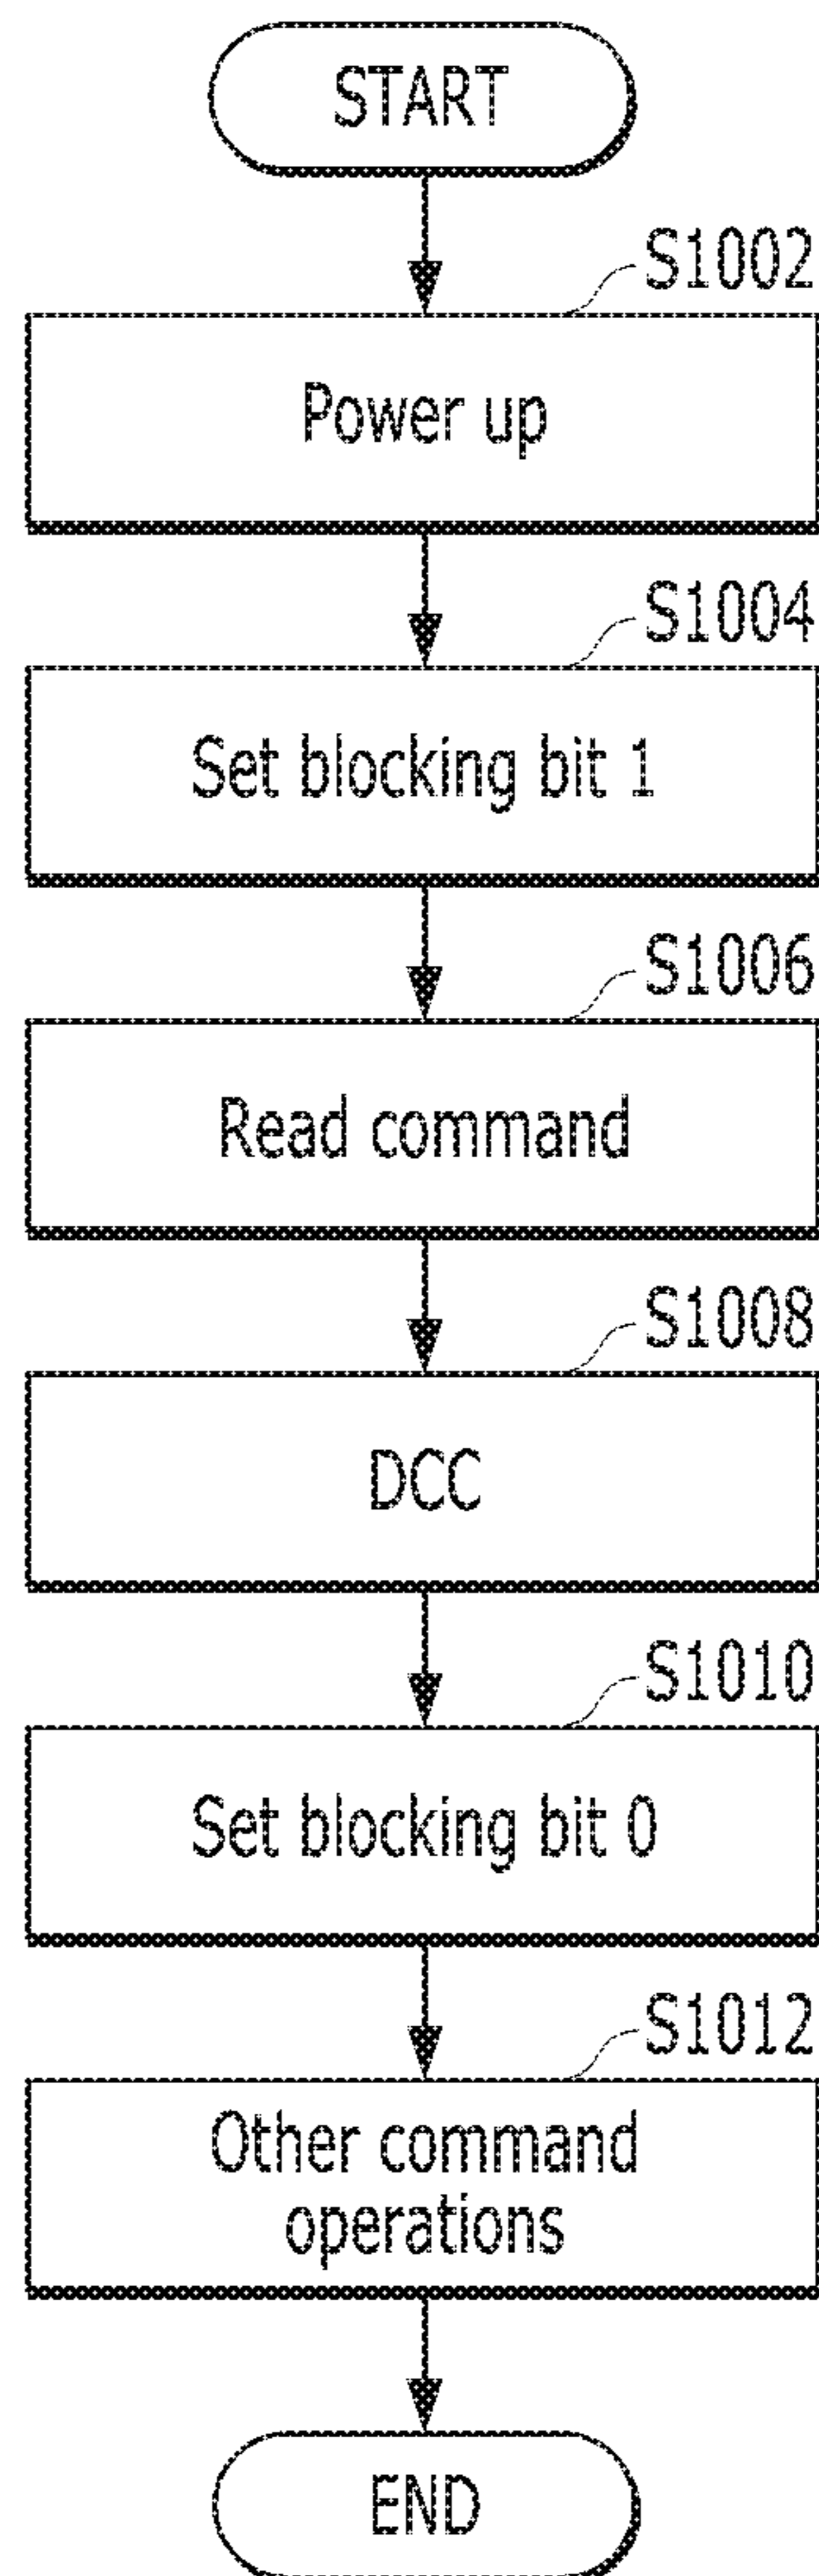 START
S1002
Power up
S1004
Set blocking bit 1
S1006
Read command
S1008
DCC
S1010
Set blocking bit 0
S1012
Other command
operations
END